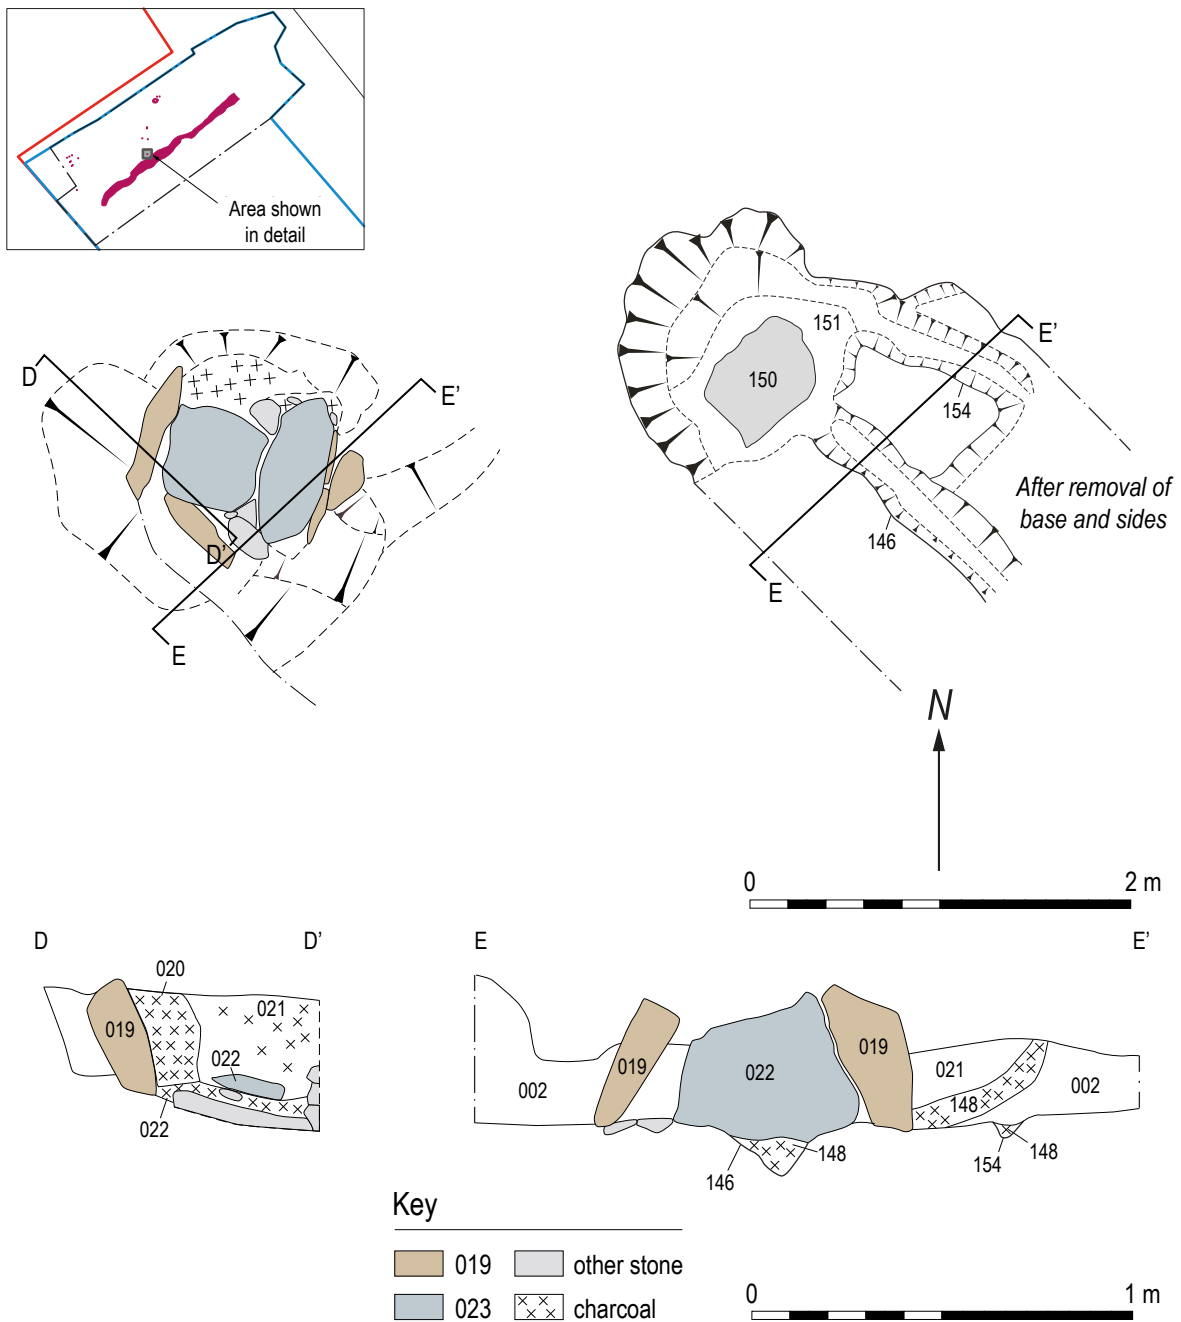 Area shown
in detail
D
E'
D'
E
151
150
E'
154
146
E
After removal of
base and sides
N
0 2 m
D D' E E'
020
021
019
022
022
002
019
022
019
021
148
002
146
148
154
148
Key
019 other stone
023 charcoal
0 1 m